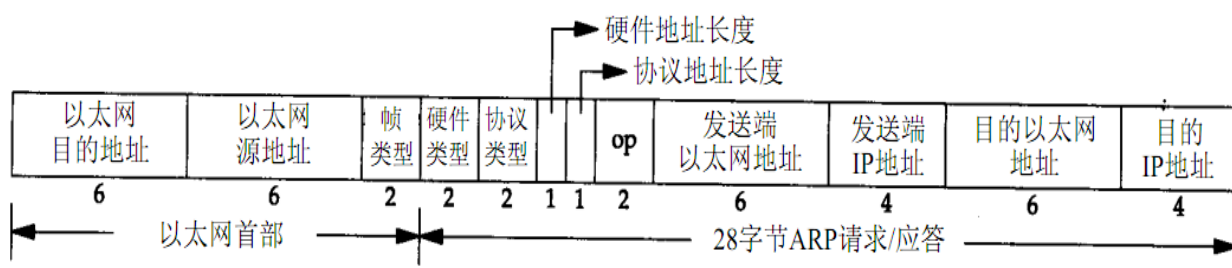 硬件地址长度
协议地址长度
以太网
目的地址
以太网
源地址
帧
类型
硬件
类型
协议
类型
op
发送端
以太网地址
发送端
IP地址
目的以太网
地址
目的
IP地址
6
6
2
2
2
1
1
2
6
4
6
4
以太网首部
28字节ARP请求/应答